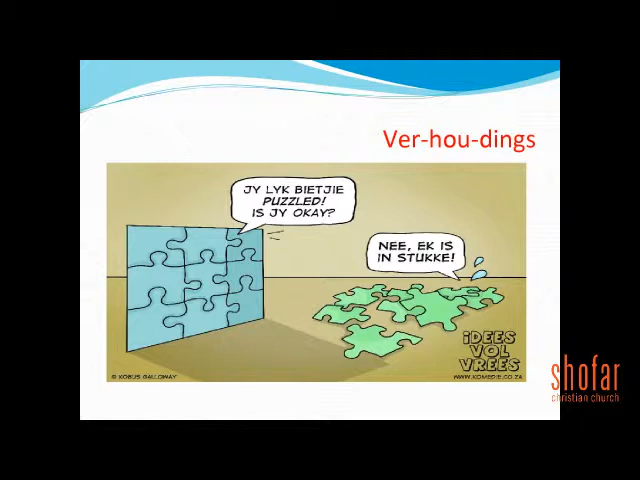 Ver-hou-dings
JY LYK BIETJIE
PUZZLED!
IS JY OKAY?
NEE, EK IS
IN STUKKE!
iDEES
VOL
VREES
© KOBUS GALLOWAY
WWW.KOMEDIE.CO.ZA
shofar
christian church